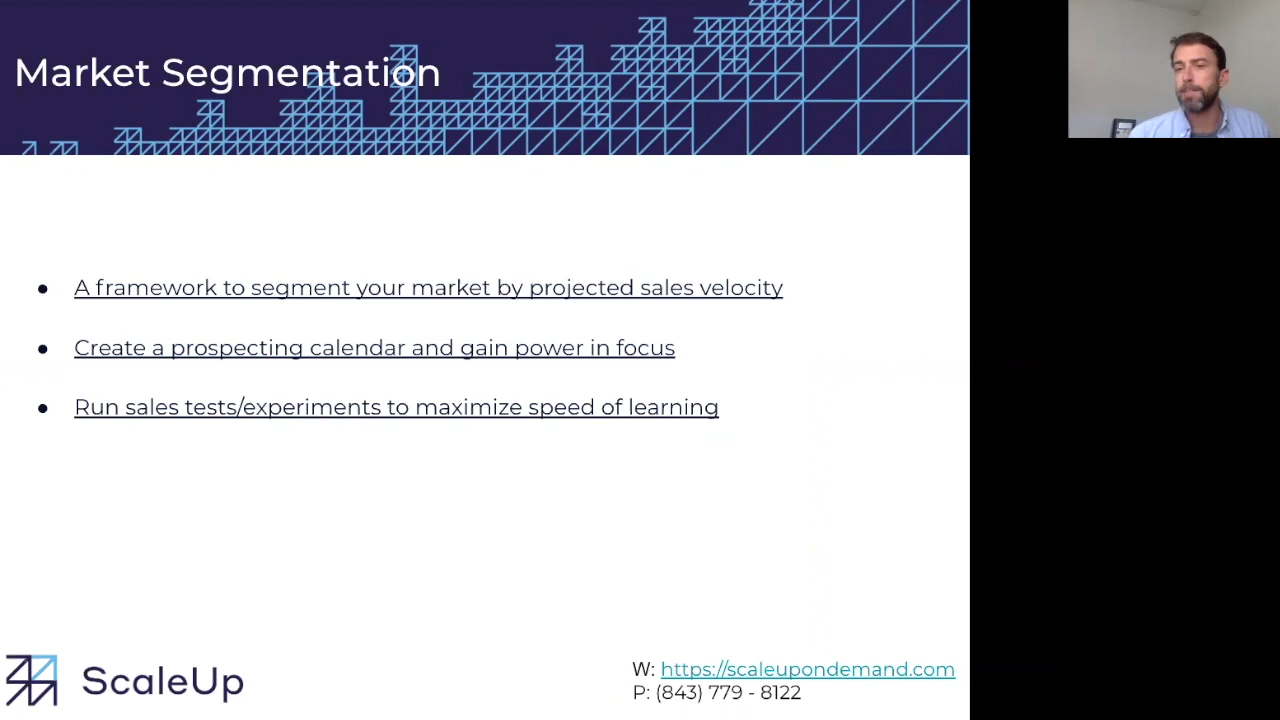 Market Segmentation
● A framework to segment your market by projected sales velocity
● Create a prospecting calendar and gain power in focus
● Run sales tests/experiments to maximize speed of learning
ScaleUp
W: https://scaleupondemand.com
P: (843) 779 - 8122